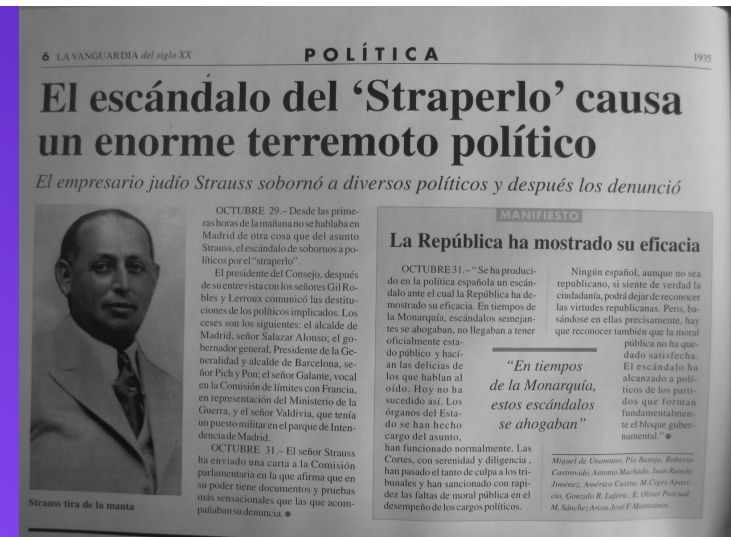 6 LA VANGUARDIA del siglo XX
POLÍTICA
1935
El escándalo del ‘Straperlo’ causa
un enorme terremoto político
El empresario judío Strauss sobornó a diversos políticos y después los denunció
Strauss tira de la manta
OCTUBRE 29.– Desde las prime-
ras horas de la mañana no se hablaba en
Madrid de otra cosa que del asunto
Strauss, el escándalo de sobornos a po-
líticos por el “straperlo”.
El presidente del Consejo, después
de su entrevista con los señores Gil Ro-
bles y Lerroux comunicó las destitu-
ciones de los políticos implicados. Los
ceses son los siguientes: el alcalde de
Madrid, señor Salazar Alonso; el go-
bernador general, Presidente de la Ge-
neralidad y alcalde de Barcelona, se-
ñor Pich y Pon; el señor Galante, vocal
en la Comisión de límites con Francia,
en representación del Ministerio de la
Guerra, y el señor Valdivia, que tenía
un puesto militar en el parque de Inten-
dencia de Madrid.
OCTUBRE 31.– El señor Strauss
ha enviado una carta a la Comisión
parlamentaria en la que afirma que en
su poder tiene documentos y pruebas
más sensacionales que las que acom-
pañaban su denuncia.
MANIFIESTO
La República ha mostrado su eficacia
OCTUBRE 31.– “Se ha produci-
do en la política española un escán-
dalo ante el cual la República ha de-
mostrado su eficacia. En tiempos de
la Monarquía, escándalos semejan-
tes se ahogaban, no llegaban a tener
oficialmente esta-
do público y hací-
an las delicias de
los que hablan al
oído. Hoy no ha
sucedido así. Los
órganos del Esta-
do se han hecho
cargo del asunto,
han funcionado normalmente. Las
Cortes, con serenidad y diligencia,
han pasado el tanto de culpa a los tri-
bunales y han sancionado con rapi-
dez las faltas de moral pública en el
desempeño de los cargos políticos.
“En tiempos
de la Monarquía,
estos escándalos
se ahogaban”
Ningún español, aunque no sea
republicano, si siente de verdad la
ciudadanía, podrá dejar de reconocer
las virtudes republicanas. Pero, ba-
sándose en ellas precisamente, hay
que reconocer también que la moral
pública no ha que-
dado satisfecha.
El escándalo ha
alcanzado a polí-
ticos de los parti-
dos que forman
fundamentalmen-
te el bloque guber-
namental.”
Miguel de Unamuno, Pío Baroja, Roberto
Castrovido, Antonio Machado, Juan Ramón
Jiménez, Américo Castro, M. Ciges Apari-
cio, Gonzalo R. Lafora, E. Oliver Pascual,
M. Sánchez Arcas, José F. Montesinos.